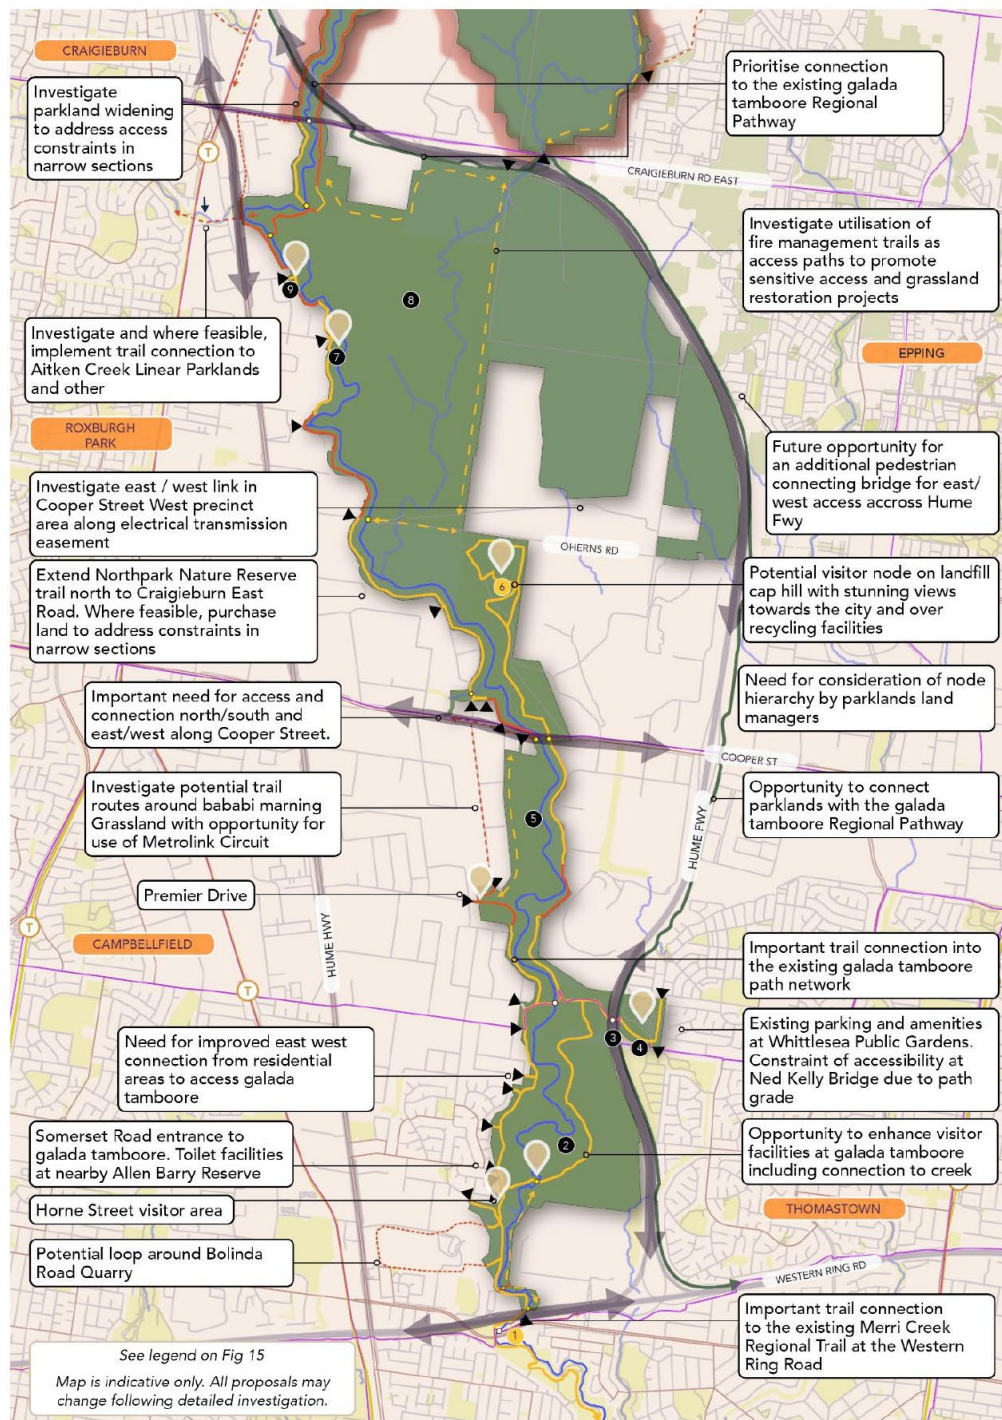 CRAIGIEBURN
Investigate
parkland widening
to address access
constraints in
narrow sections
T
Prioritise connection
to the existing galada
tamboore Regional
Pathway
CRAIGIEBURN RD EAST
Investigate utilisation of
fire management trails as
access paths to promote
sensitive access and grassland
restoration projects
9
8
7
Investigate and where feasible,
implement trail connection to
Aitken Creek Linear Parklands
and other
EPPING
ROXBURGH
PARK
Future opportunity for
an additional pedestrian
connecting bridge for east/
west access accross Hume
Fwy
Investigate east / west link in
Cooper Street West precinct
area along electrical transmission
easement
OHERNS RD
6
Extend Northpark Nature Reserve
trail north to Craigieburn East
Road. Where feasible, purchase
land to address constraints in
narrow sections
Potential visitor node on landfill
cap hill with stunning views
towards the city and over
recycling facilities
Need for consideration of node
hierarchy by parklands land
managers
Important need for access and
connection north/south and
east/west along Cooper Street.
COOPER ST
Investigate potential trail
routes around bababi marning
Grassland with opportunity for
use of Metrolink Circuit
Opportunity to connect
parklands with the galada
tamboore Regional Pathway
5
HUME FWY
Premier Drive
T
CAMPBELLFIELD
HUME HWY
T
Important trail connection into
the existing galada tamboore
path network
3
4
Existing parking and amenities
at Whittlesea Public Gardens.
Constraint of accessibility at
Ned Kelly Bridge due to path
grade
Need for improved east west
connection from residential
areas to access galada
tamboore
Somerset Road entrance to
galada tamboore. Toilet facilities
at nearby Allen Barry Reserve
2
Opportunity to enhance visitor
facilities at galada tamboore
including connection to creek
Horne Street visitor area
THOMASTOWN
Potential loop around Bolinda
Road Quarry
WESTERN RING RD
1
Important trail connection
to the existing Merri Creek
Regional Trail at the Western
Ring Road
See legend on Fig 15
Map is indicative only. All proposals may
change following detailed investigation.